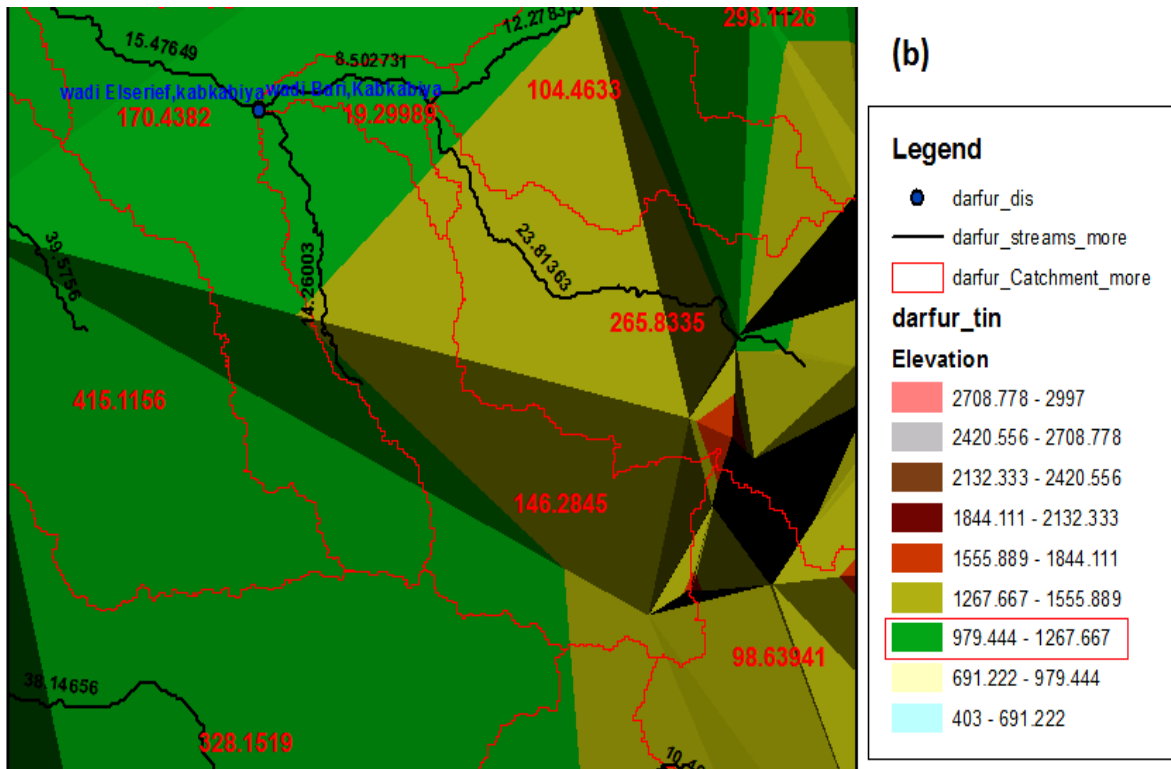 12.2783
293.1126
15.47649
8.502731
104.4633
wadi Elserief,kabkabiya
wadi Bari,Kabkabiya
170.4382
19.29989
39.5756
14.26003
23.81363
265.8335
415.1156
146.2845
98.63941
38.14656
328.1519
(b)
Legend
darfur_dis
darfur_streams_more
darfur_Catchment_more
darfur_tin
Elevation
2708.778 - 2997
2420.556 - 2708.778
2132.333 - 2420.556
1844.111 - 2132.333
1555.889 - 1844.111
1267.667 - 1555.889
979.444 - 1267.667
691.222 - 979.444
403 - 691.222